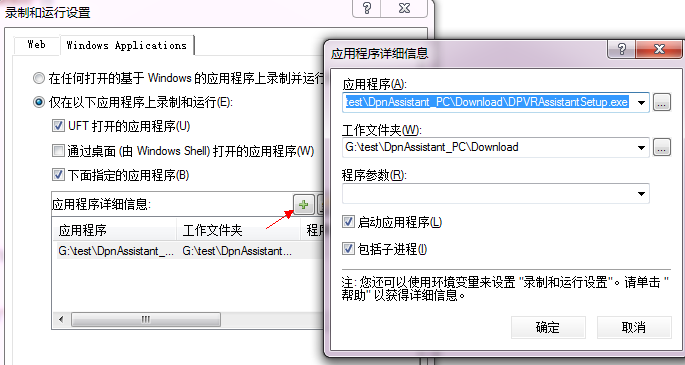 录制和运行设置
Web
Windows Applications
在任何打开的基于 Windows 的应用程序上录制并运行
仅在以下应用程序上录制和运行(E):
UFT 打开的应用程序(U)
通过桌面 (由 Windows Shell) 打开的应用程序(W)
下面指定的应用程序(B)
应用程序详细信息:
应用程序
工作文件夹
程
G:\test\DpnAssistant_...
G:\test\DpnAssistant...
应用程序详细信息
应用程序(A):
test\DpnAssistant_PC\Download\DPVRAssistantSetup.exe
工作文件夹(W):
G:\test\DpnAssistant_PC\Download
程序参数(R):
启动应用程序(L)
包括子进程(I)
注: 您还可以使用环境变量来设置 "录制和运行设置"。请单击 "
帮助" 以获得详细信息。
确定
取消